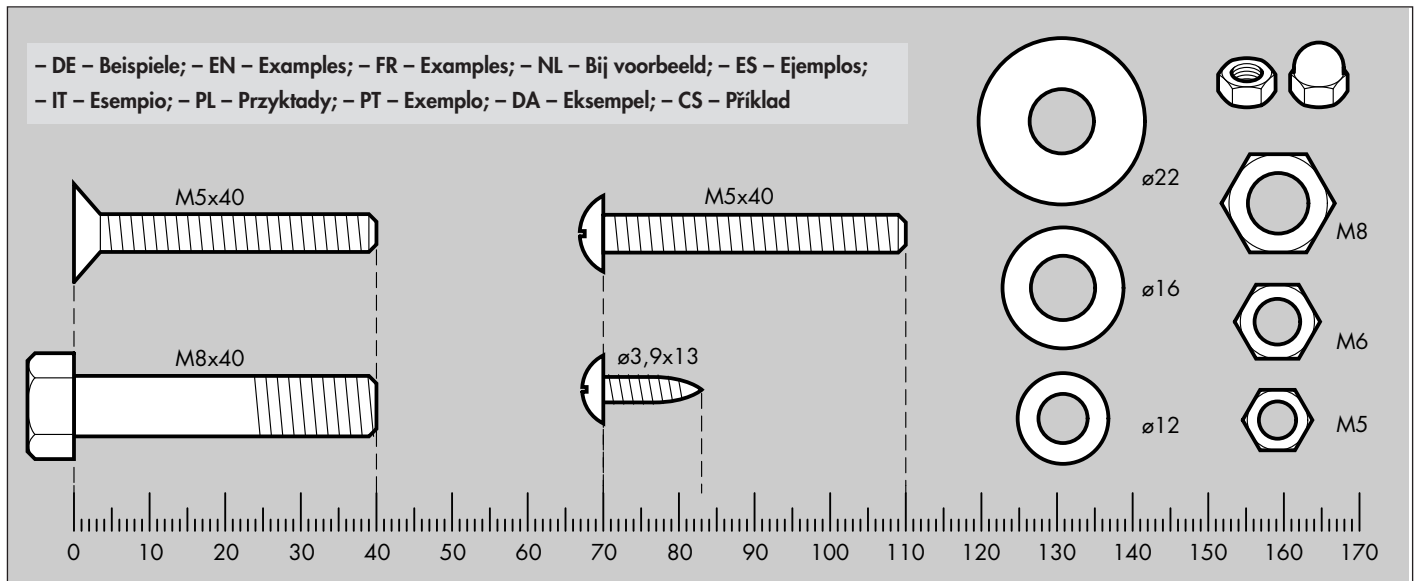 – DE – Beispiele; – EN – Examples; – FR – Examples; – NL – Bij voorbeeld; – ES – Ejemplos;
– IT – Esempio; – PL – Przyktady; – PT – Exemplo; – DA – Eksempel; – CS – Příklad
M5x40
M5x40
ø22
M8
ø16
M6
M8x40
ø3,9x13
ø12
M5
0 10 20 30 40 50 60 70 80 90 100 110 120 130 140 150 160 170